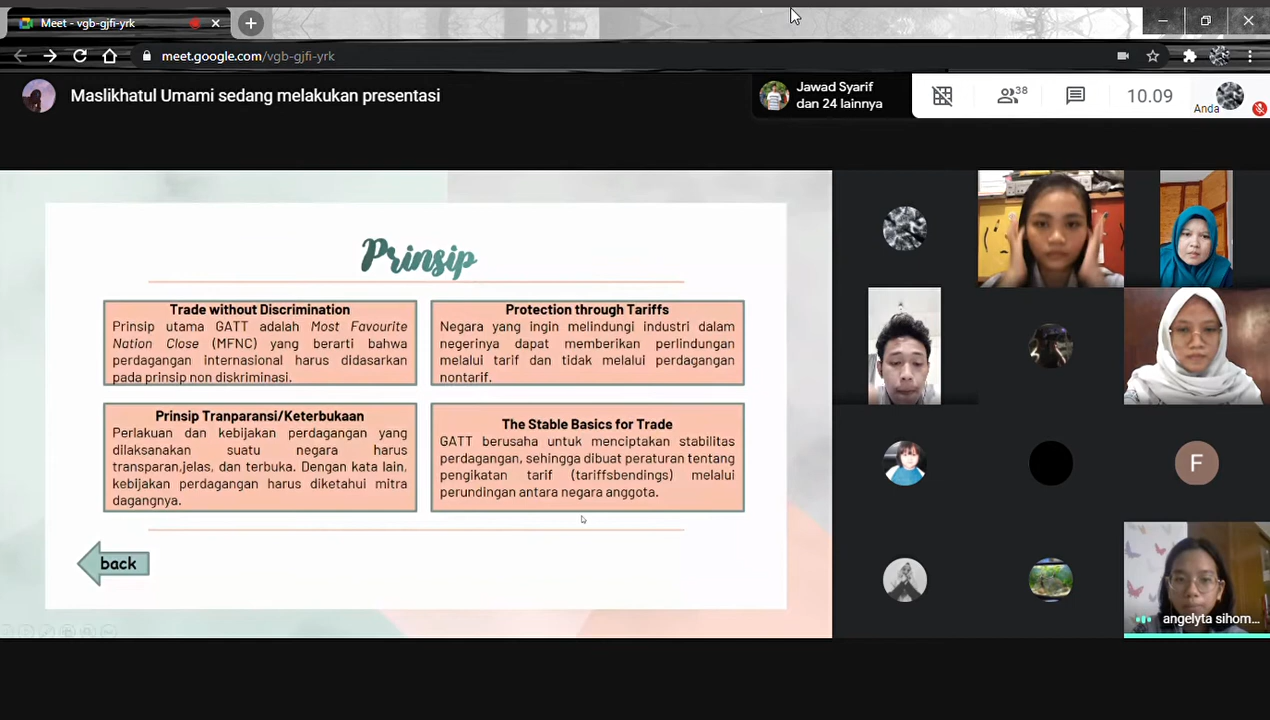 Meet - vgb-gjfi-yrk
meet.google.com/vgb-gjfi-yrk
Maslikhatul Umami sedang melakukan presentasi
Jawad Syarif
dan 24 lainnya
38
10.09
Anda
Prinsip
Trade without Discrimination
Prinsip utama GATT adalah Most Favourite
Nation Close (MFNC) yang berarti bahwa
perdagangan internasional harus didasarkan
pada prinsip non diskriminasi.
Protection through Tariffs
Negara yang ingin melindungi industri dalam
negerinya dapat memberikan perlindungan
melalui tarif dan tidak melalui perdagangan
nontarif.
Prinsip Tranparansi/Keterbukaan
Perlakuan dan kebijakan perdagangan yang
dilaksanakan suatu negara harus
transparan,jelas, dan terbuka. Dengan kata lain,
kebijakan perdagangan harus diketahui mitra
dagangnya.
The Stable Basics for Trade
GATT berusaha untuk menciptakan stabilitas
perdagangan, sehingga dibuat peraturan tentang
pengikatan tarif (tariffsbendings) melalui
perundingan antara negara anggota.
back
F
angelyta sihom...